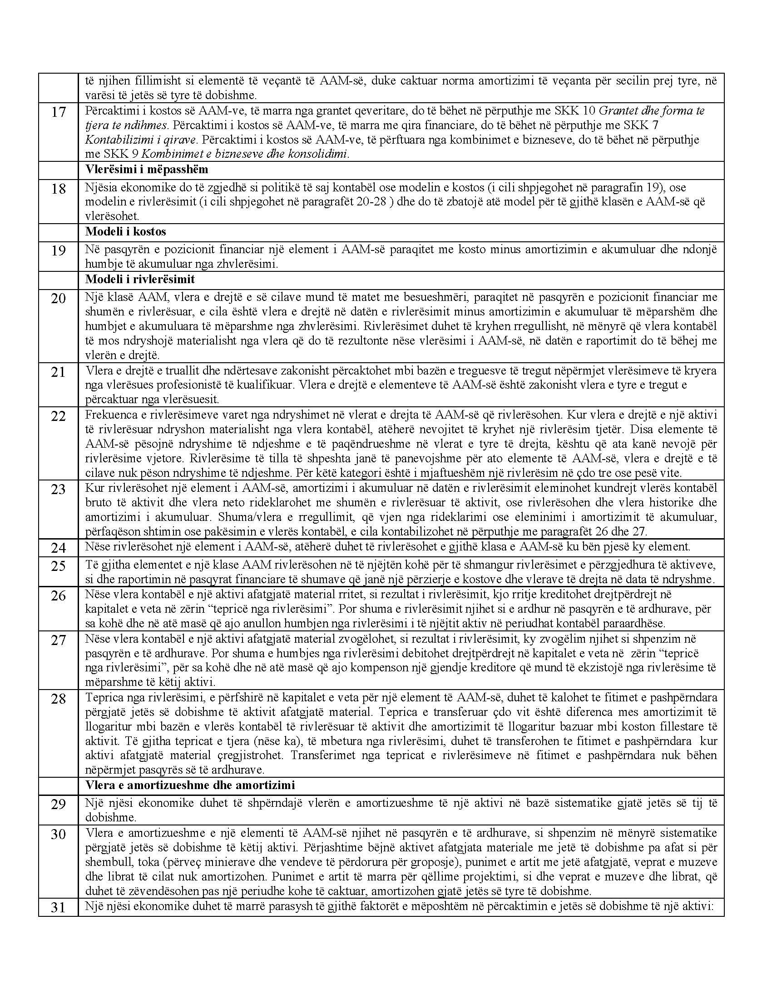 të njihen fillimisht si elementë të veçantë të AAM-së, duke caktuar norma amortizimi të veçanta për secilin prej tyre, në
varësi të jetës së tyre të dobishme.
17 Përcaktimi i kostos së AAM-ve, të marra nga grantet qeveritare, do të bëhet në përputhje me SKK 10 Grantet dhe forma te
tjera te ndihmes. Përcaktimi i kostos së AAM-ve, të marra me qira financiare, do të bëhet në përputhje me SKK 7
Kontabilizimi i qirave. Përcaktimi i kostos së AAM-ve, të përftuara nga kombinimet e bizneseve, do të bëhet në përputhje
me SKK 9 Kombinimet e bizneseve dhe konsolidimi.
Vlerësimi i mëpasshëm
18 Njësia ekonomike do të zgjedhë si politikë të saj kontabël ose modelin e kostos (i cili shpjegohet në paragrafin 19), ose
modelin e rivlerësimit (i cili shpjegohet në paragrafët 20-28 ) dhe do të zbatojë atë model për të gjithë klasën e AAM-së që
vlerësohet.
Modeli i kostos
19 Në pasqyrën e pozicionit financiar një element i AAM-së paraqitet me kosto minus amortizimin e akumuluar dhe ndonjë
humbje të akumuluar nga zhvlerësimi.
Modeli i rivlerësimit
20 Një klasë AAM, vlera e drejtë e së cilave mund të matet me besueshmëri, paraqitet në pasqyrën e pozicionit financiar me
shumën e rivlerësuar, e cila është vlera e drejtë në datën e rivlerësimit minus amortizimin e akumuluar të mëparshëm dhe
humbjet e akumuluara të mëparshme nga zhvlerësimi. Rivlerësimet duhet të kryhen rregullisht, në mënyrë që vlera kontabël
të mos ndryshojë materialisht nga vlera që do të rezultonte nëse vlerësimi i AAM-së, në datën e raportimit do të bëhej me
vlerën e drejtë.
21 Vlera e drejtë e truallit dhe ndërtesave zakonisht përcaktohet mbi bazën e treguesve të tregut nëpërmjet vlerësimeve të kryera
nga vlerësues profesionistë të kualifikuar. Vlera e drejtë e elementeve të AAM-së është zakonisht vlera e tyre e tregut e
përcaktuar nga vlerësuesit.
22 Frekuenca e rivlerësimeve varet nga ndryshimet në vlerat e drejta të AAM-së që rivlerësohen. Kur vlera e drejtë e një aktivi
të rivlerësuar ndryshon materialisht nga vlera kontabël, atëherë nevojitet të kryhet një rivlerësim tjetër. Disa elemente të
AAM-së pësojnë ndryshime të ndjeshme e të paqëndrueshme në vlerat e tyre të drejta, kështu që ata kanë nevojë për
rivlerësime vjetore. Rivlerësime të tilla të shpeshta janë të panevojshme për ato elemente të AAM-së, vlera e drejtë e të
cilave nuk pëson ndryshime të ndjeshme. Për këtë kategori është i mjaftueshëm një rivlerësim në çdo tre ose pesë vite.
23 Kur rivlerësohet një element i AAM-së, amortizimi i akumuluar në datën e rivlerësimit eleminohet kundrejt vlerës kontabël
bruto të aktivit dhe vlera neto rideklarohet me shumën e rivlerësuar të aktivit, ose rivlerësohen dhe vlera historike dhe
amortizimi i akumuluar. Shuma/vlera e rregullimit, që vjen nga rideklarimi ose eleminimi i amortizimit të akumuluar,
përfaqëson shtimin ose pakësimin e vlerës kontabël, e cila kontabilizohet në përputhje me paragrafët 26 dhe 27.
24 Nëse rivlerësohet një element i AAM-së, atëherë duhet të rivlerësohet e gjithë klasa e AAM-së ku bën pjesë ky element.
25 Të gjitha elementet e një klase AAM rivlerësohen në të njëjtën kohë për të shmangur rivlerësimet e përzgjedhura të aktiveve,
si dhe raportimin në pasqyrat financiare të shumave që janë një përzierje e kostove dhe vlerave të drejta në data të ndryshme.
26 Nëse vlera kontabël e një aktivi afatgjatë material rritet, si rezultat i rivlerësimit, kjo rritje kreditohet drejtpërdrejt në
kapitalet e veta në zërin “tepricë nga rivlerësimi”. Por shuma e rivlerësimit njihet si e ardhur në pasqyrën e të ardhurave, për
sa kohë dhe në atë masë që ajo anullon humbjen nga rivlerësimi i të njëjtit aktiv në periudhat kontabël paraardhëse.
27 Nëse vlera kontabël e një aktivi afatgjatë material zvogëlohet, si rezultat i rivlerësimit, ky zvogëlim njihet si shpenzim në
pasqyrën e të ardhurave. Por shuma e humbjes nga rivlerësimi debitohet drejtpërdrejt në kapitalet e veta në zërin “tepricë
nga rivlerësimi”, për sa kohë dhe në atë masë që ajo kompenson një gjendje kreditore që mund të ekzistojë nga rivlerësime të
mëparshme të këtij aktivi.
28 Teprica nga rivlerësimi, e përfshirë në kapitalet e veta për një element të AAM-së, duhet të kalohet te fitimet e pashpërndara
përgjatë jetës së dobishme të aktivit afatgjatë material. Teprica e transferuar çdo vit është diferenca mes amortizimit të
llogaritur mbi bazën e vlerës kontabël të rivlerësuar të aktivit dhe amortizimit të llogaritur bazuar mbi koston fillestare të
aktivit. Të gjitha tepricat e tjera (nëse ka), të mbetura nga rivlerësimi, duhet të transferohen te fitimet e pashpërndara kur
aktivi afatgjatë material çregjistrohet. Transferimet nga tepricat e rivlerësimeve në fitimet e pashpërndara nuk bëhen
nëpërmjet pasqyrës së të ardhurave.
Vlera e amortizueshme dhe amortizimi
29 Një njësi ekonomike duhet të shpërndajë vlerën e amortizueshme të një aktivi në bazë sistematike gjatë jetës së tij të
dobishme.
30 Vlera e amortizueshme e një elementi të AAM-së njihet në pasqyrën e të ardhurave, si shpenzim në mënyrë sistematike
përgjatë jetës së dobishme të këtij aktivi. Përjashtime bëjnë aktivet afatgjata materiale me jetë të dobishme pa afat si për
shembull, toka (përveç minierave dhe vendeve të përdorura për groposje), punimet e artit me jetë afatgjatë, veprat e muzeve
dhe librat të cilat nuk amortizohen. Punimet e artit të marra për qëllime projektimi, si dhe veprat e muzeve dhe librat, që
duhet të zëvendësohen pas një periudhe kohe të caktuar, amortizohen gjatë jetës së tyre të dobishme.
31 Një njësi ekonomike duhet të marrë parasysh të gjithë faktorët e mëposhtëm në përcaktimin e jetës së dobishme të një aktivi: